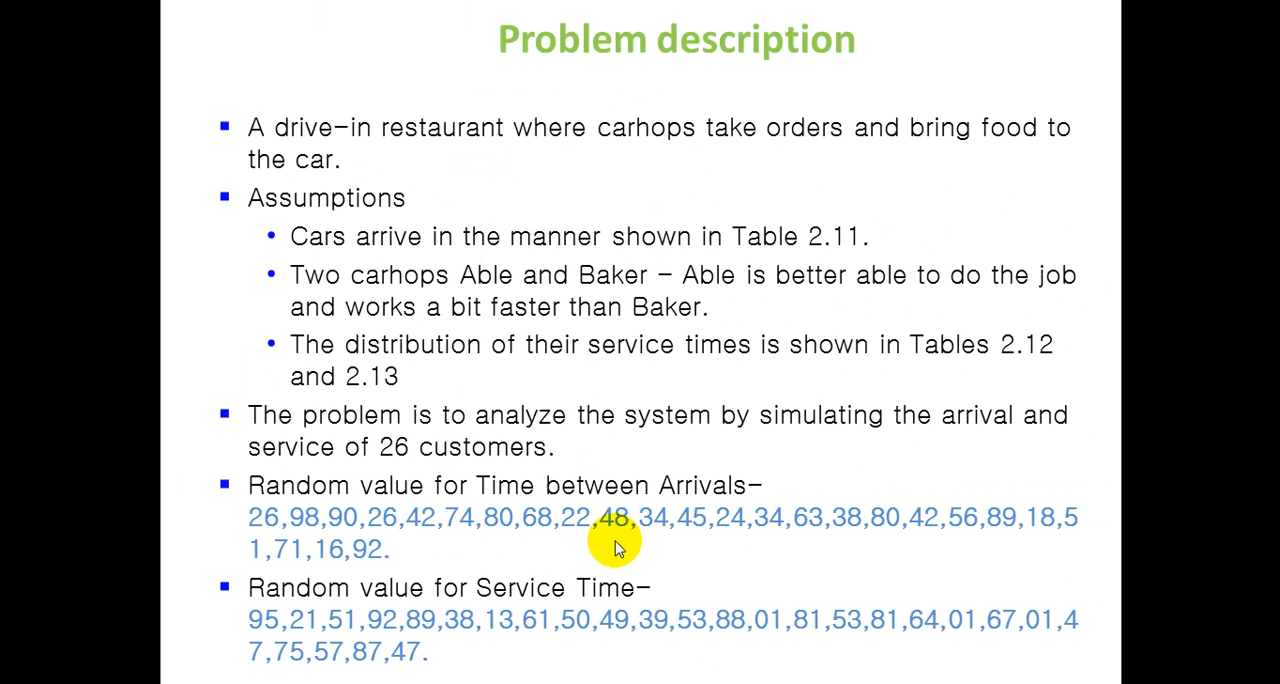 Problem description
A drive-in restaurant where carhops take orders and bring food to
the car.
Assumptions
Cars arrive in the manner shown in Table 2.11.
Two carhops Able and Baker - Able is better able to do the job
and works a bit faster than Baker.
The distribution of their service times is shown in Tables 2.12
and 2.13
The problem is to analyze the system by simulating the arrival and
service of 26 customers.
Random value for Time between Arrivals-
26,98,90,26,42,74,80,68,22,48,34,45,24,34,63,38,80,42,56,89,18,5
1,71,16,92.
Random value for Service Time-
95,21,51,92,89,38,13,61,50,49,39,53,88,01,81,53,81,64,01,67,01,4
7,75,57,87,47.